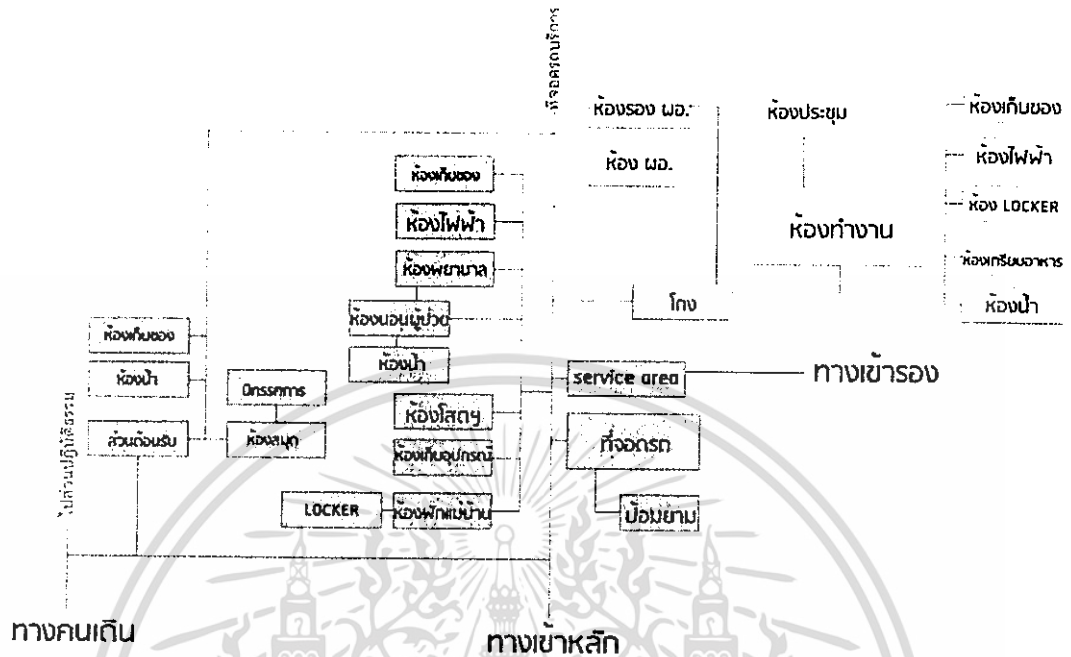 ที่จอดรถบริการ
ห้องรอง ผอ.
ห้องประชุม
ห้องเก็บของ
ห้อง ผอ.
ห้องไฟฟ้า
ห้องเก็บของ
ห้อง LOCKER
ห้องไฟฟ้า
ห้องทำงาน
ห้องเตรียมอาหาร
ห้องพยาบาล
โถง
ห้องน้ำ
ห้องนอนผู้ป่วย
ห้องเก็บของ
ห้องน้ำ
service area
ทางเข้ารอง
ห้องน้ำ
นิทรรศการ
ห้องโสตฯ
ที่จอดรถ
ส่วนต้อนรับ
ห้องสมุด
ห้องเก็บอุปกรณ์
ไปส่วนปฏิบัติธรรม
LOCKER
ห้องพักแม่บ้าน
ป้อมยาม
ทางคนเดิน
ทางเข้าหลัก